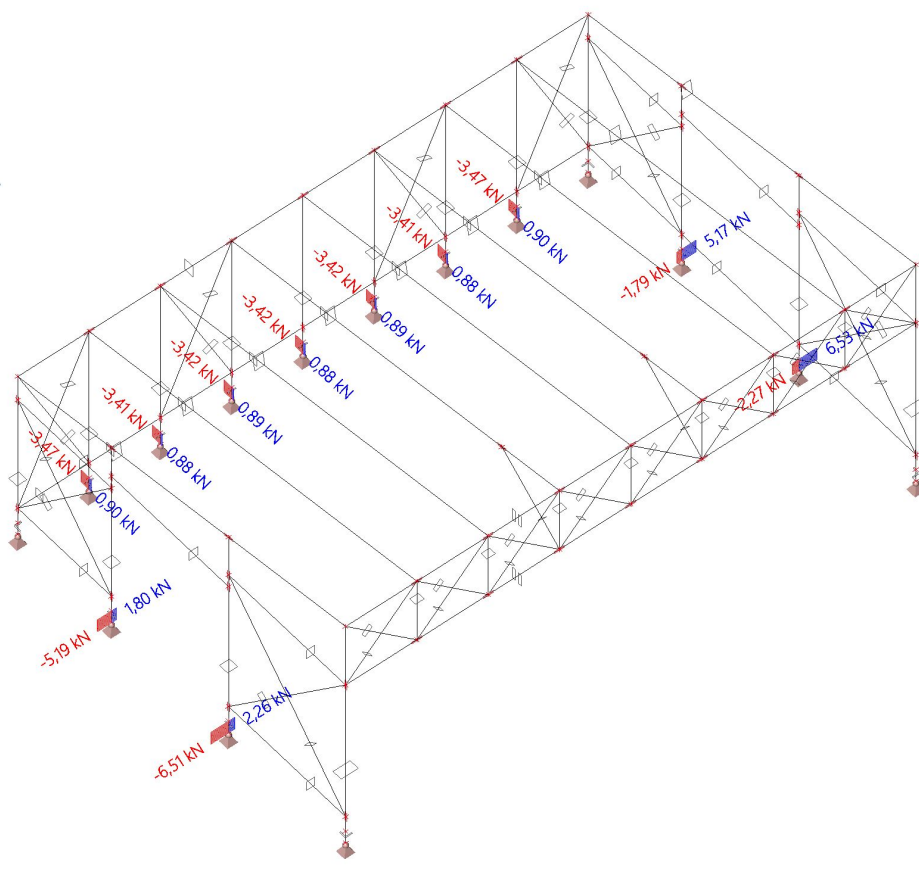 -3,47 kN
0,90 kN
5,17 kN
-1,79 kN
-3,41 kN
0,88 kN
-3,42 kN
0,89 kN
6,53 kN
-2,27 kN
-3,42 kN
0,88 kN
-3,42 kN
0,89 kN
-3,41 kN
0,88 kN
-3,47 kN
0,90 kN
1,80 kN
-5,19 kN
2,26 kN
-6,51 kN